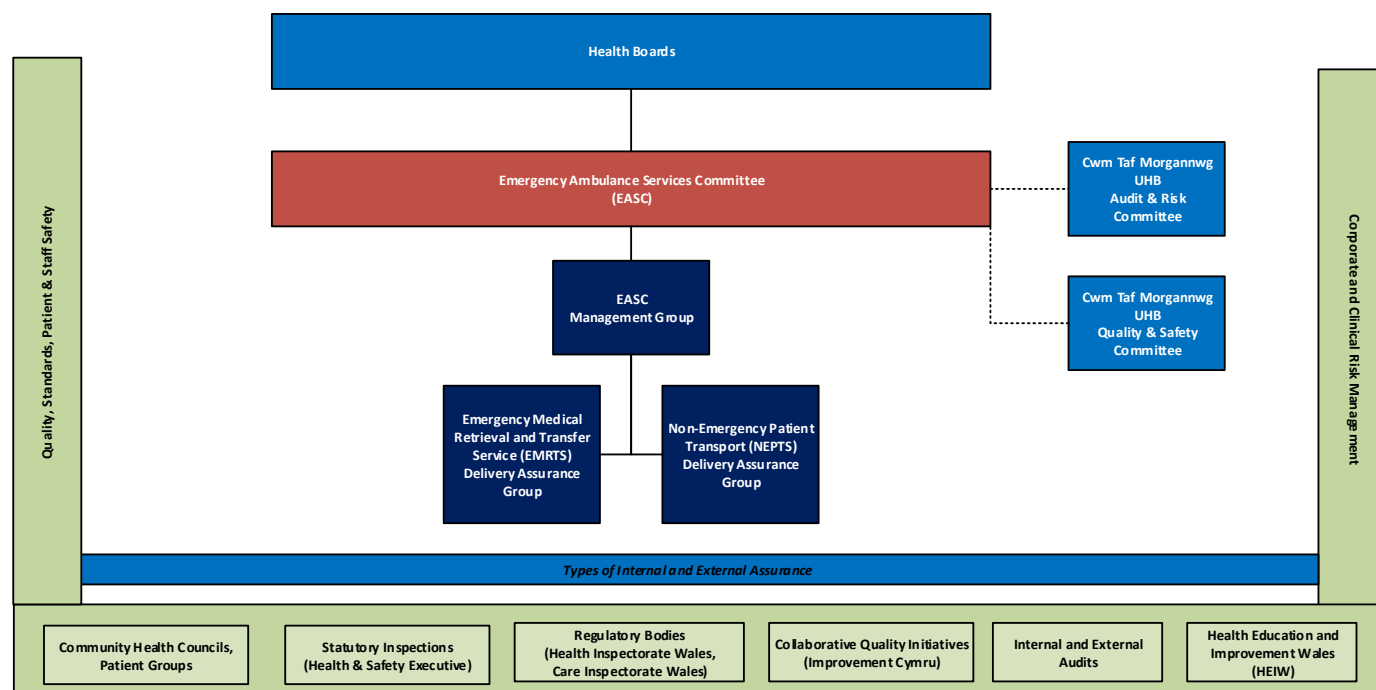 Health Boards
Quality, Standards, Patient & Staff Safety
Emergency Ambulance Services Committee
(EASC)
Cwm Taf Morgannwg
UHB
Audit & Risk
Committee
Corporate and Clinical Risk Management
EASC
Management Group
Cwm Taf Morgannwg
UHB
Quality & Safety
Committee
Emergency Medical
Retrieval and Transfer
Service (EMRTS)
Delivery Assurance
Group
Non-Emergency Patient
Transport (NEPTS)
Delivery Assurance
Group
Types of Internal and External Assurance
Community Health Councils,
Patient Groups
Statutory Inspections
(Health & Safety Executive)
Regulatory Bodies
(Health Inspectorate Wales,
Care Inspectorate Wales)
Collaborative Quality Initiatives
(Improvement Cymru)
Internal and External
Audits
Health Education and
Improvement Wales
(HEIW)